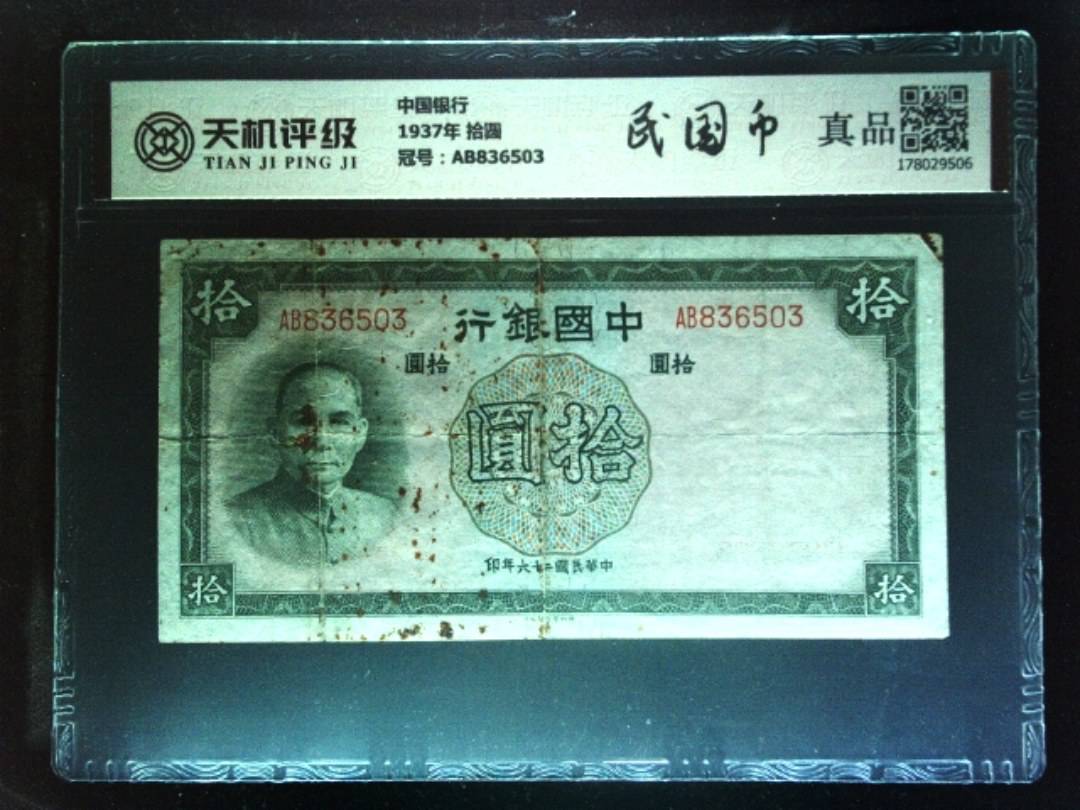 天机评级
TIAN JI PING JI
中国银行
1937年 拾圓
冠号：AB836503
民国币
真品
178029506
拾
拾
AB836503
行銀國中
AB836503
圓拾
圓拾
圓拾
印年六十二國民華中
拾
拾